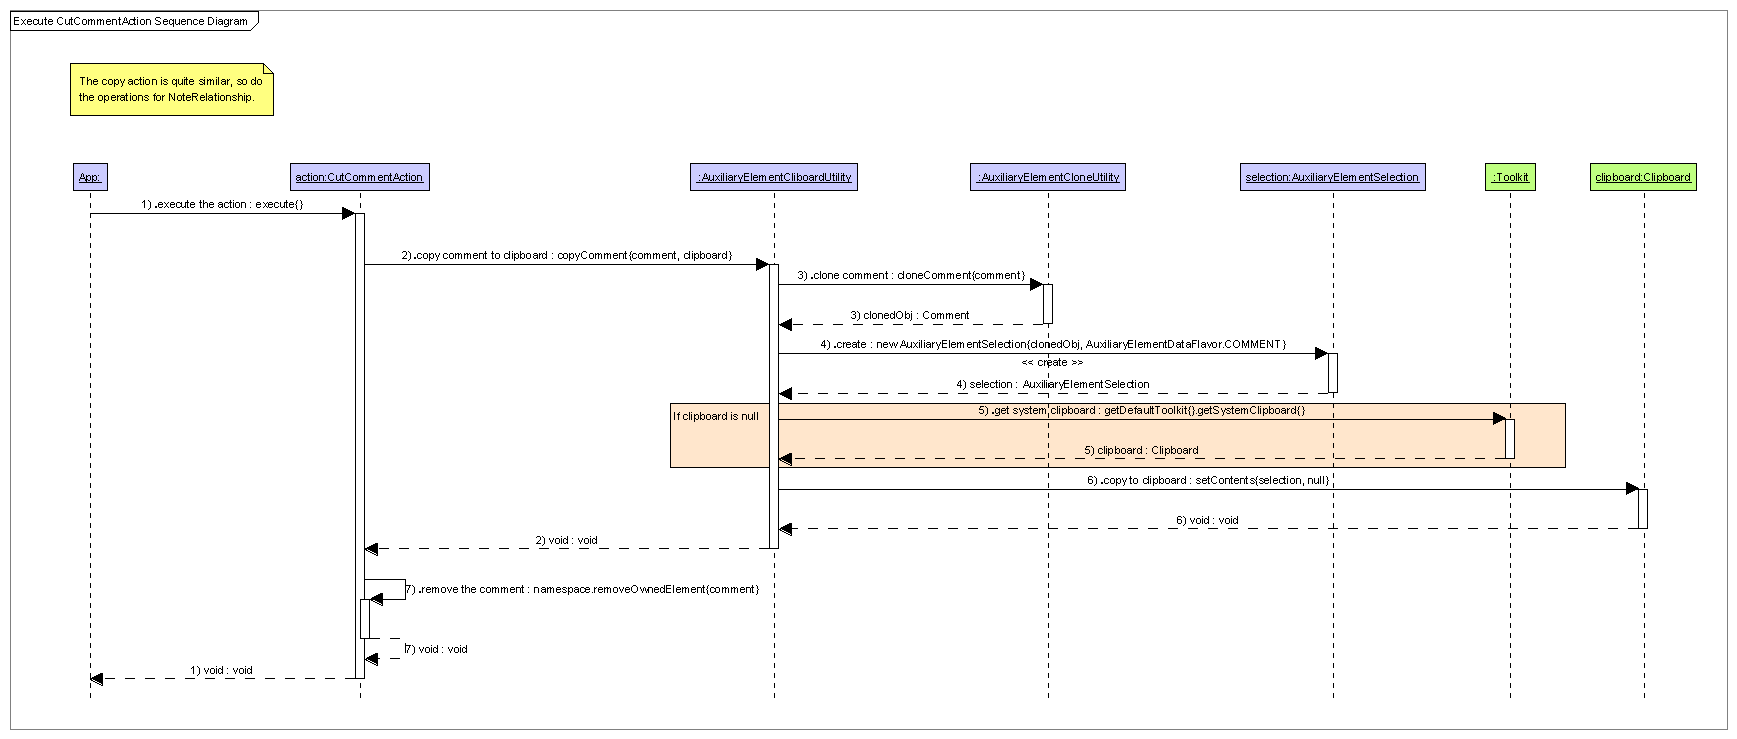 Execute CutCommentAction Sequence Diagram
The copy action is quite similar, so do
the operations for NoteRelationship.
App:
action:CutCommentAction
:AuxiliaryElementCliboardUtility
:AuxiliaryElementCloneUtility
selection:AuxiliaryElementSelection
:Toolkit
clipboard:Clipboard
1) .execute the action : execute{}
2) .copy comment to clipboard : copyComment{comment, clipboard}
3) .clone comment : cloneComment{comment}
3) clonedObj : Comment
4) .create : new AuxiliaryElementSelection{clonedObj, AuxiliaryElementDataFlavor.COMMENT}
<< create >>
4) selection : AuxiliaryElementSelection
If clipboard is null
5) .get system clipboard : getDefaultToolkit{}.getSystemClipboard{}
5) clipboard : Clipboard
6) .copy to clipboard : setContents{selection, null}
6) void : void
2) void : void
7) .remove the comment : namespace.removeOwnedElement{comment}
7) void : void
1) void : void